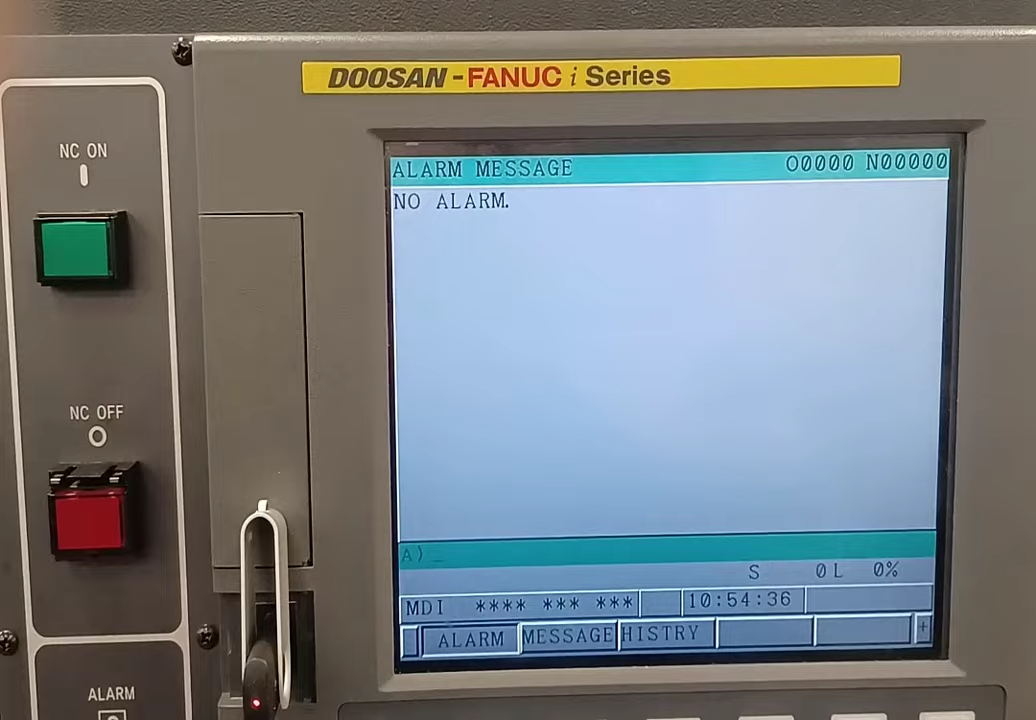 DOOSAN-FANUC i Series
NC ON
ALARM MESSAGE O0000 N00000
NO ALARM.
NC OFF
A)_
S 0 L 0%
MDI **** *** *** 10:54:36
ALARM MESSAGE HISTRY +
ALARM